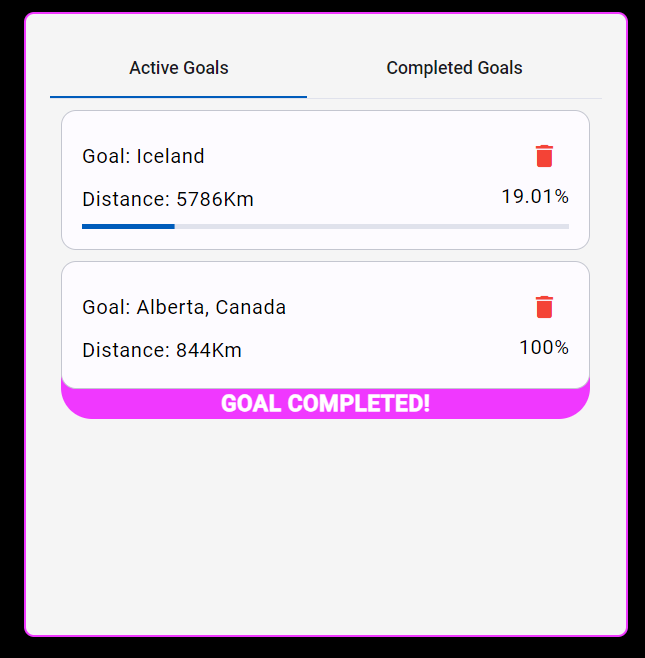 Active Goals Completed Goals
Goal: Iceland
Distance: 5786Km 19.01%
Goal: Alberta, Canada
Distance: 844Km 100%
GOAL COMPLETED!